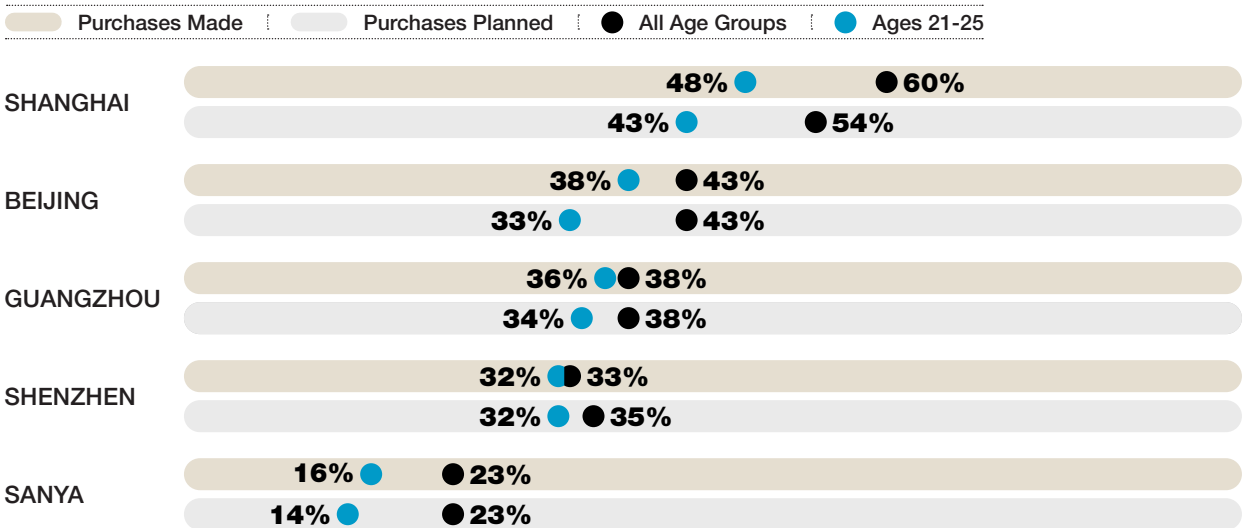 Purchases Made Purchases Planned All Age Groups Ages 21-25
SHANGHAI
48% 60%
43% 54%
BEIJING
38% 43%
33% 43%
GUANGZHOU
36% 38%
34% 38%
SHENZHEN
32% 33%
32% 35%
SANYA
16% 23%
14% 23%